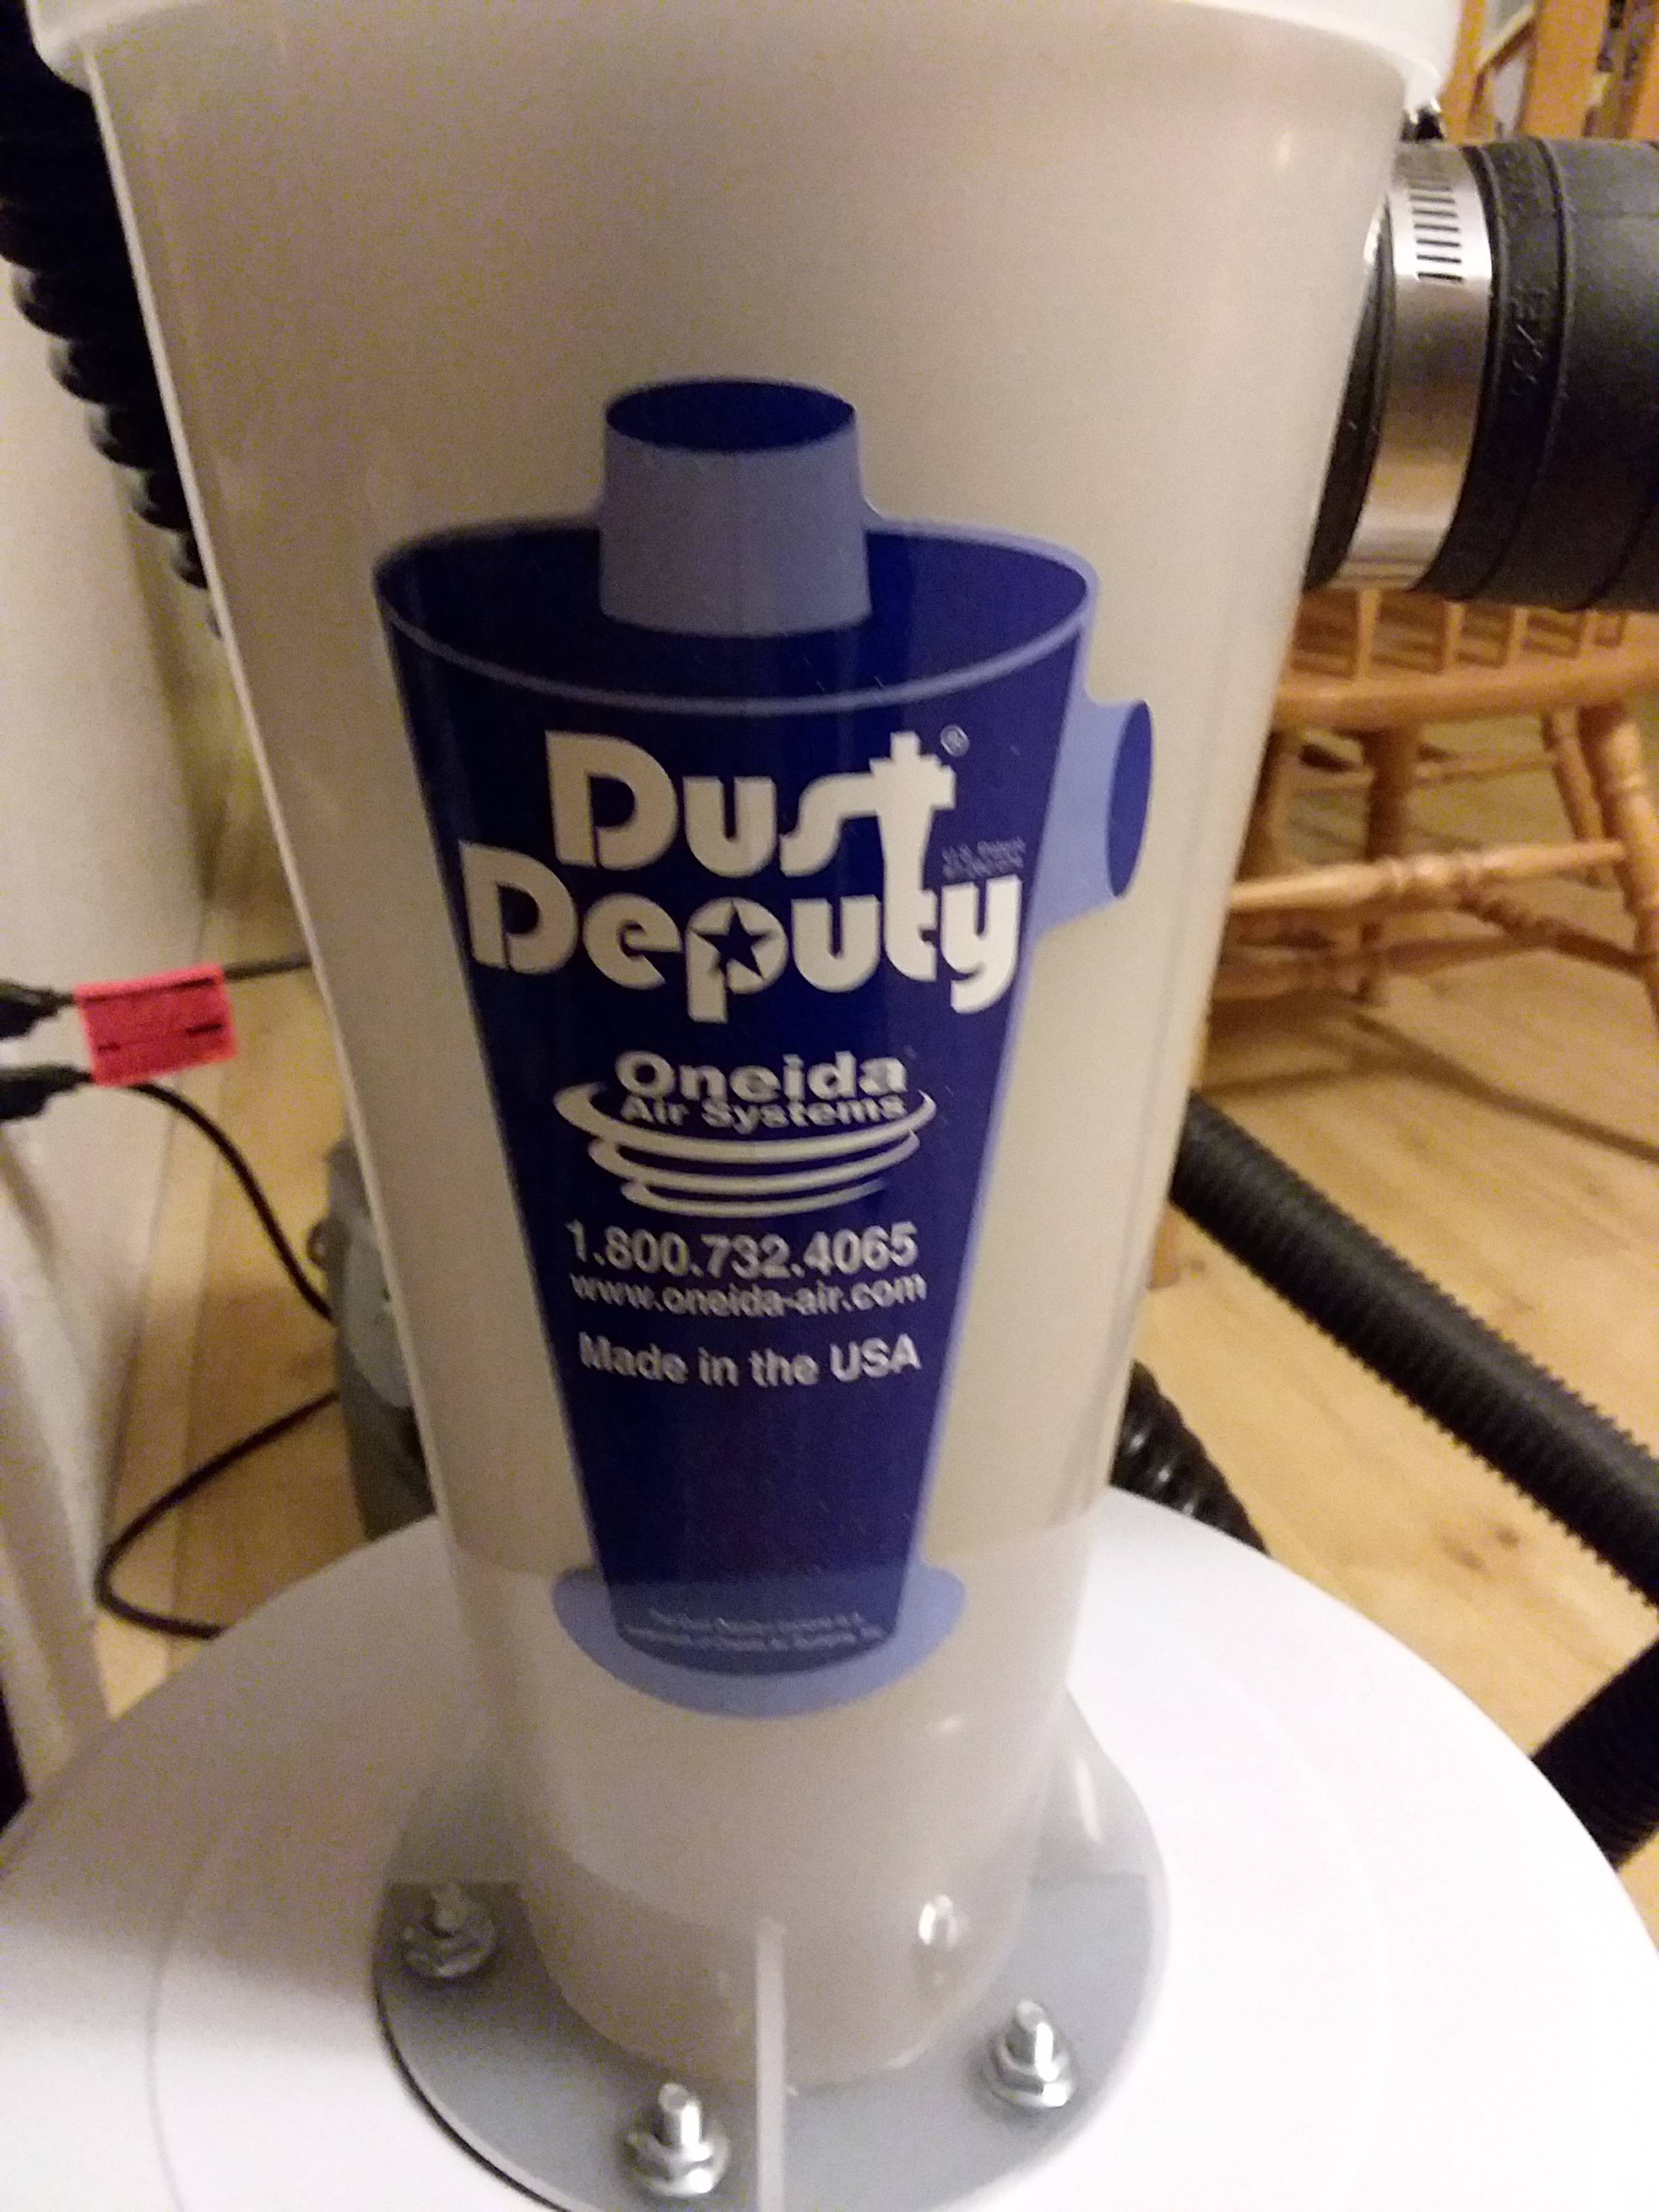 Dust ®
Deputy
Oneida
Air Systems
1.800.732.4065
www.oneida-air.com
Made in the USA